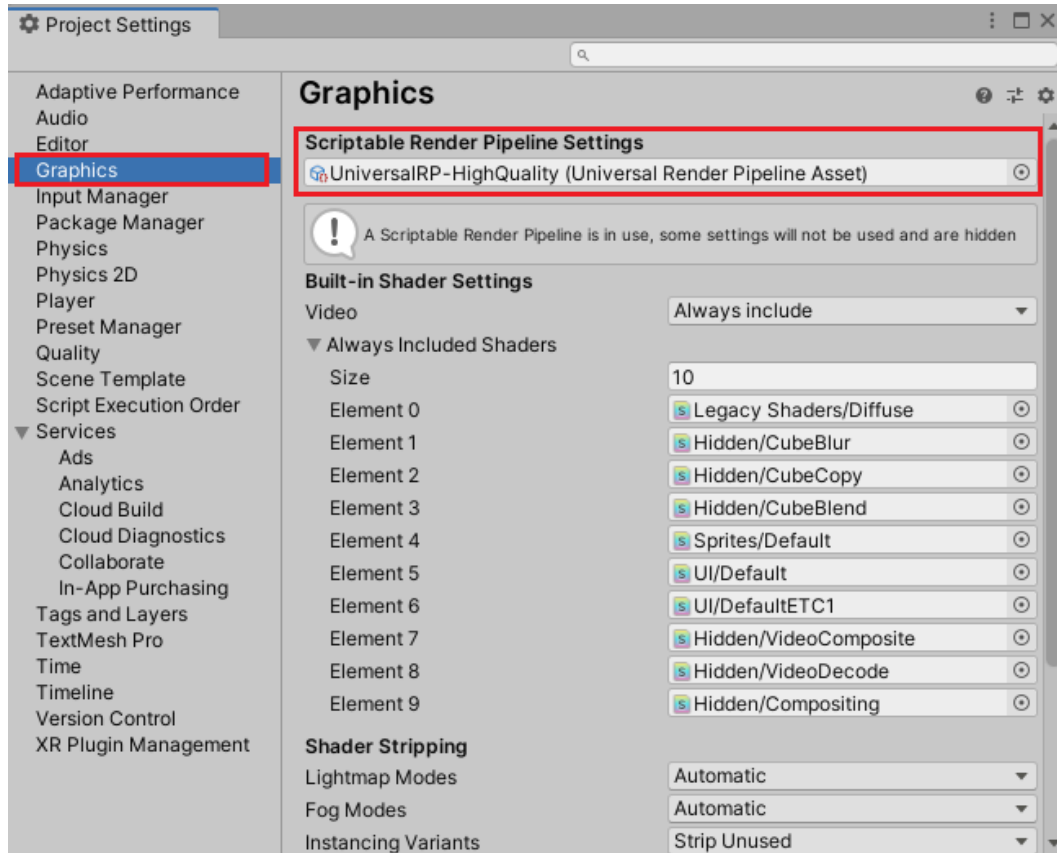 Project Settings
Adaptive Performance
Audio
Editor
Graphics
Input Manager
Package Manager
Physics
Physics 2D
Player
Preset Manager
Quality
Scene Template
Script Execution Order
Services
Ads
Analytics
Cloud Build
Cloud Diagnostics
Collaborate
In-App Purchasing
Tags and Layers
TextMesh Pro
Time
Timeline
Version Control
XR Plugin Management
Graphics
Scriptable Render Pipeline Settings
UniversalRP-HighQuality (Universal Render Pipeline Asset)
! A Scriptable Render Pipeline is in use, some settings will not be used and are hidden
Built-in Shader Settings
Video Always include
Always Included Shaders
Size 10
Element 0 Legacy Shaders/Diffuse
Element 1 Hidden/CubeBlur
Element 2 Hidden/CubeCopy
Element 3 Hidden/CubeBlend
Element 4 Sprites/Default
Element 5 UI/Default
Element 6 UI/DefaultETC1
Element 7 Hidden/VideoComposite
Element 8 Hidden/VideoDecode
Element 9 Hidden/Compositing
Shader Stripping
Lightmap Modes Automatic
Fog Modes Automatic
Instancing Variants Strip Unused